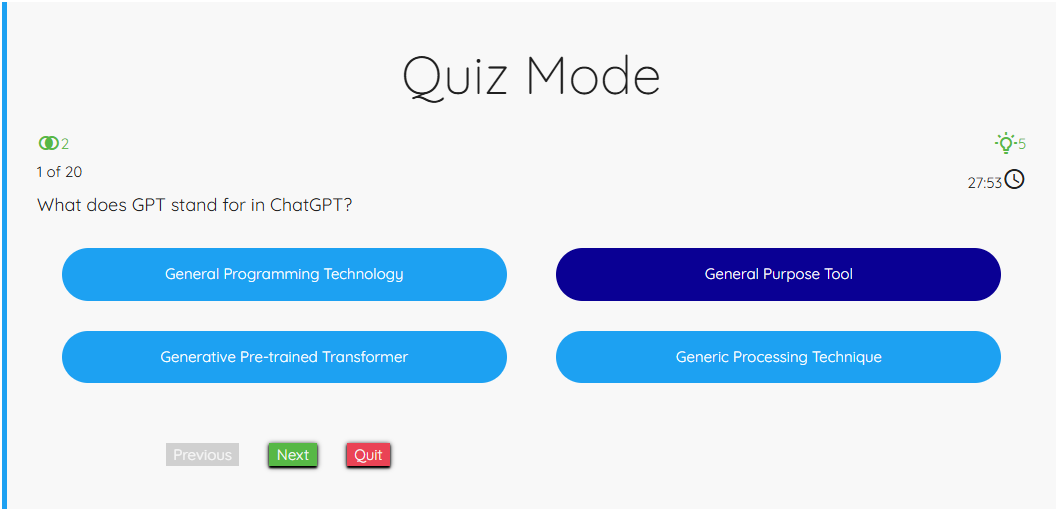 Quiz Mode
2
5
1 of 20
27:53
What does GPT stand for in ChatGPT?
General Programming Technology
General Purpose Tool
Generative Pre-trained Transformer
Generic Processing Technique
Previous
Next
Quit